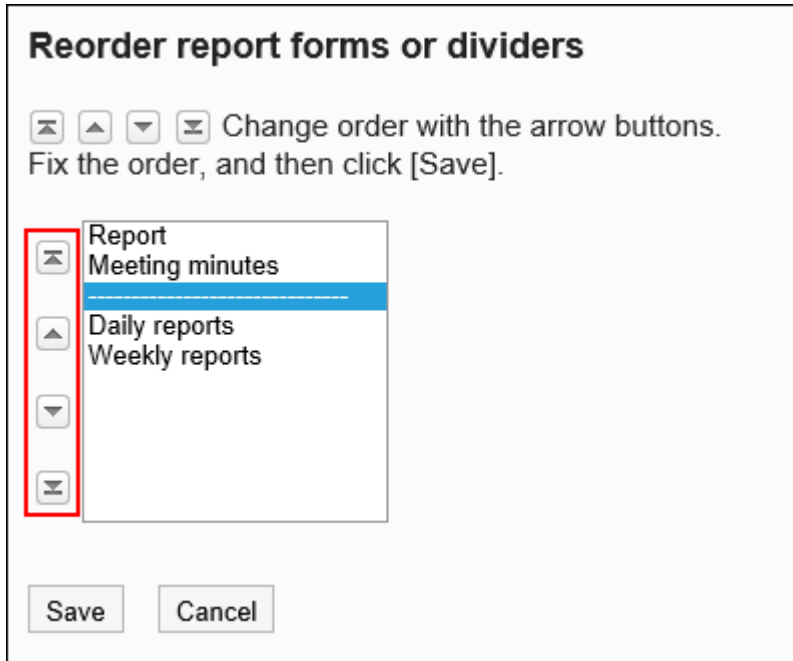 Reorder report forms or dividers
Change order with the arrow buttons.
Fix the order, and then click [Save].
Report
Meeting minutes
------------------------------
Daily reports
Weekly reports
Save
Cancel